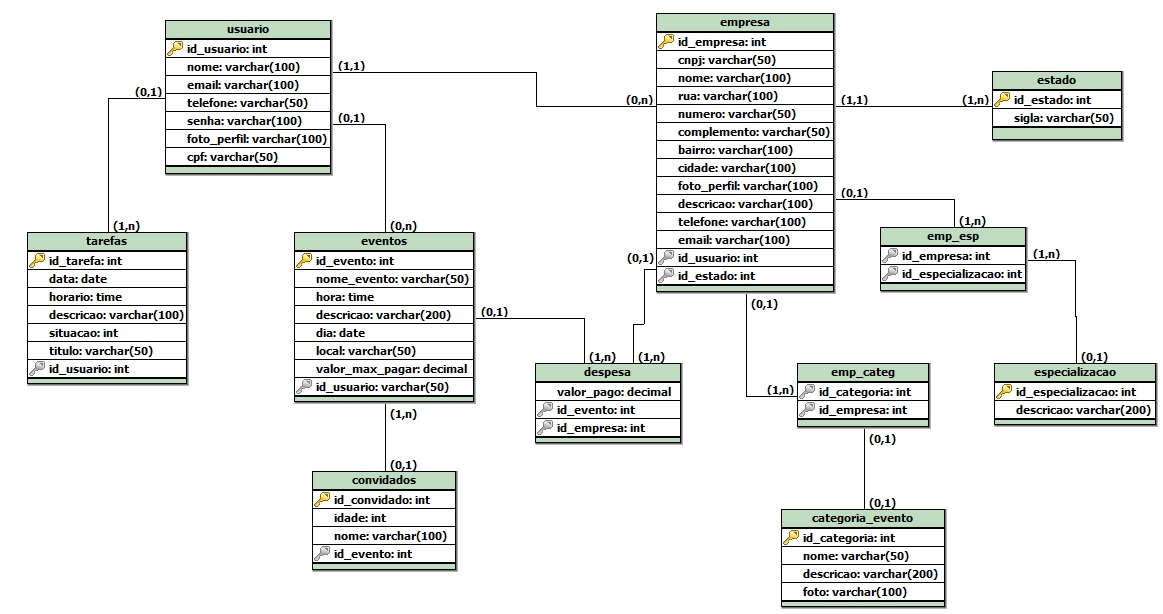 usuario
id_usuario: int
nome: varchar(100)
email: varchar(100)
telefone: varchar(50)
senha: varchar(100)
foto_perfil: varchar(100)
cpf: varchar(50)
(1,1)
(0,1)
(0,1)
(0,n)
empresa
id_empresa: int
cnpj: varchar(50)
nome: varchar(100)
rua: varchar(100)
numero: varchar(50)
complemento: varchar(50)
bairro: varchar(100)
cidade: varchar(100)
foto_perfil: varchar(100)
descricao: varchar(100)
telefone: varchar(100)
email: varchar(100)
id_usuario: int
id_estado: int
(1,1)
(1,n)
estado
id_estado: int
sigla: varchar(50)
(0,1)
(1,n)
emp_esp
id_empresa: int
id_especializacao: int
(1,n)
(0,1)
especializacao
id_especializacao: int
descricao: varchar(200)
(1,n)
tarefas
id_tarefa: int
data: date
horario: time
descricao: varchar(100)
situacao: int
titulo: varchar(50)
id_usuario: int
(0,n)
eventos
id_evento: int
nome_evento: varchar(50)
hora: time
descricao: varchar(200)
dia: date
local: varchar(50)
valor_max_pagar: decimal
id_usuario: varchar(50)
(0,1)
(0,1)
(1,n)
(1,n)
despesa
valor_pago: decimal
id_evento: int
id_empresa: int
(0,1)
(1,n)
emp_categ
id_categoria: int
id_empresa: int
(0,1)
(0,1)
categoria_evento
id_categoria: int
nome: varchar(50)
descricao: varchar(200)
foto: varchar(100)
(1,n)
(0,1)
convidados
id_convidado: int
idade: int
nome: varchar(100)
id_evento: int